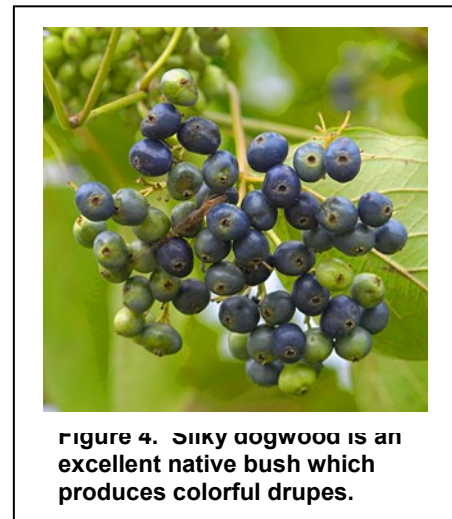 Figure 4. Silky dogwood is an
excellent native bush which
produces colorful drupes.